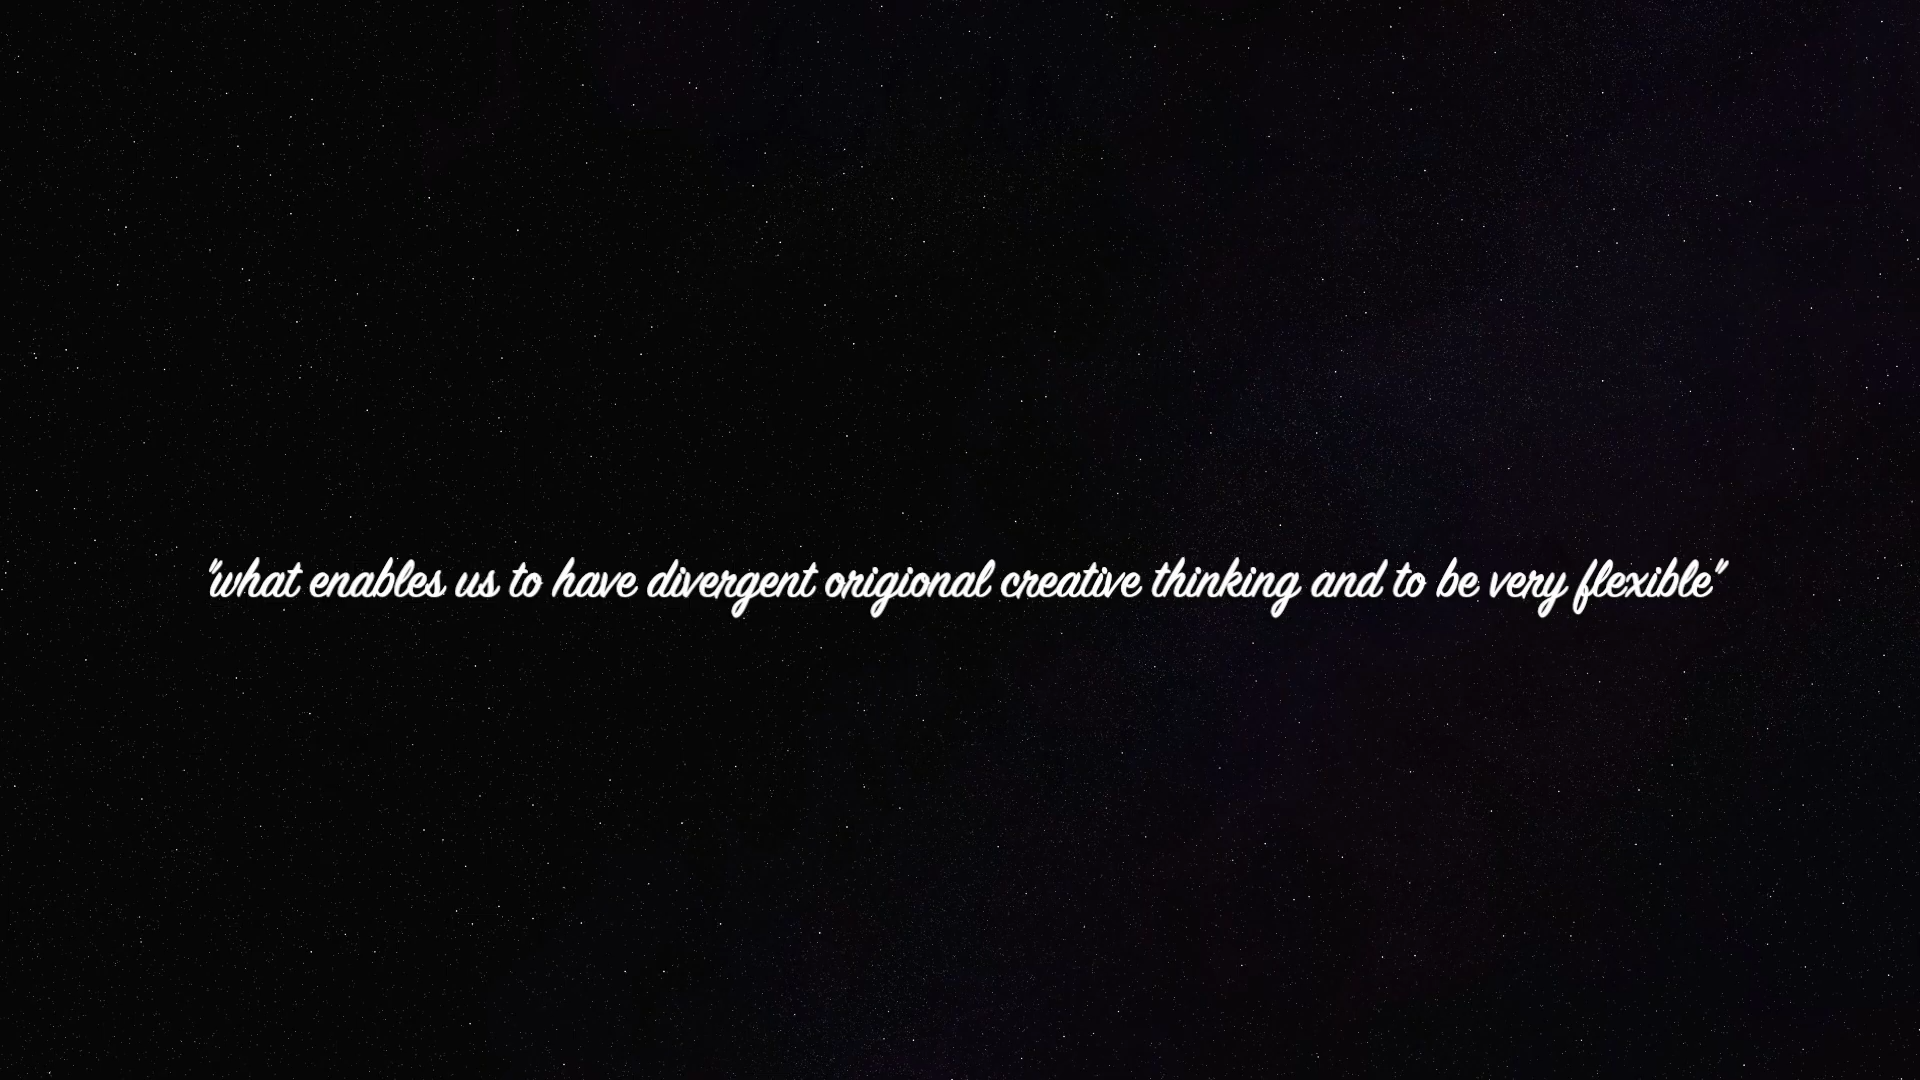 "what enables us to have divergent origional creative thinking and to be very flexible"